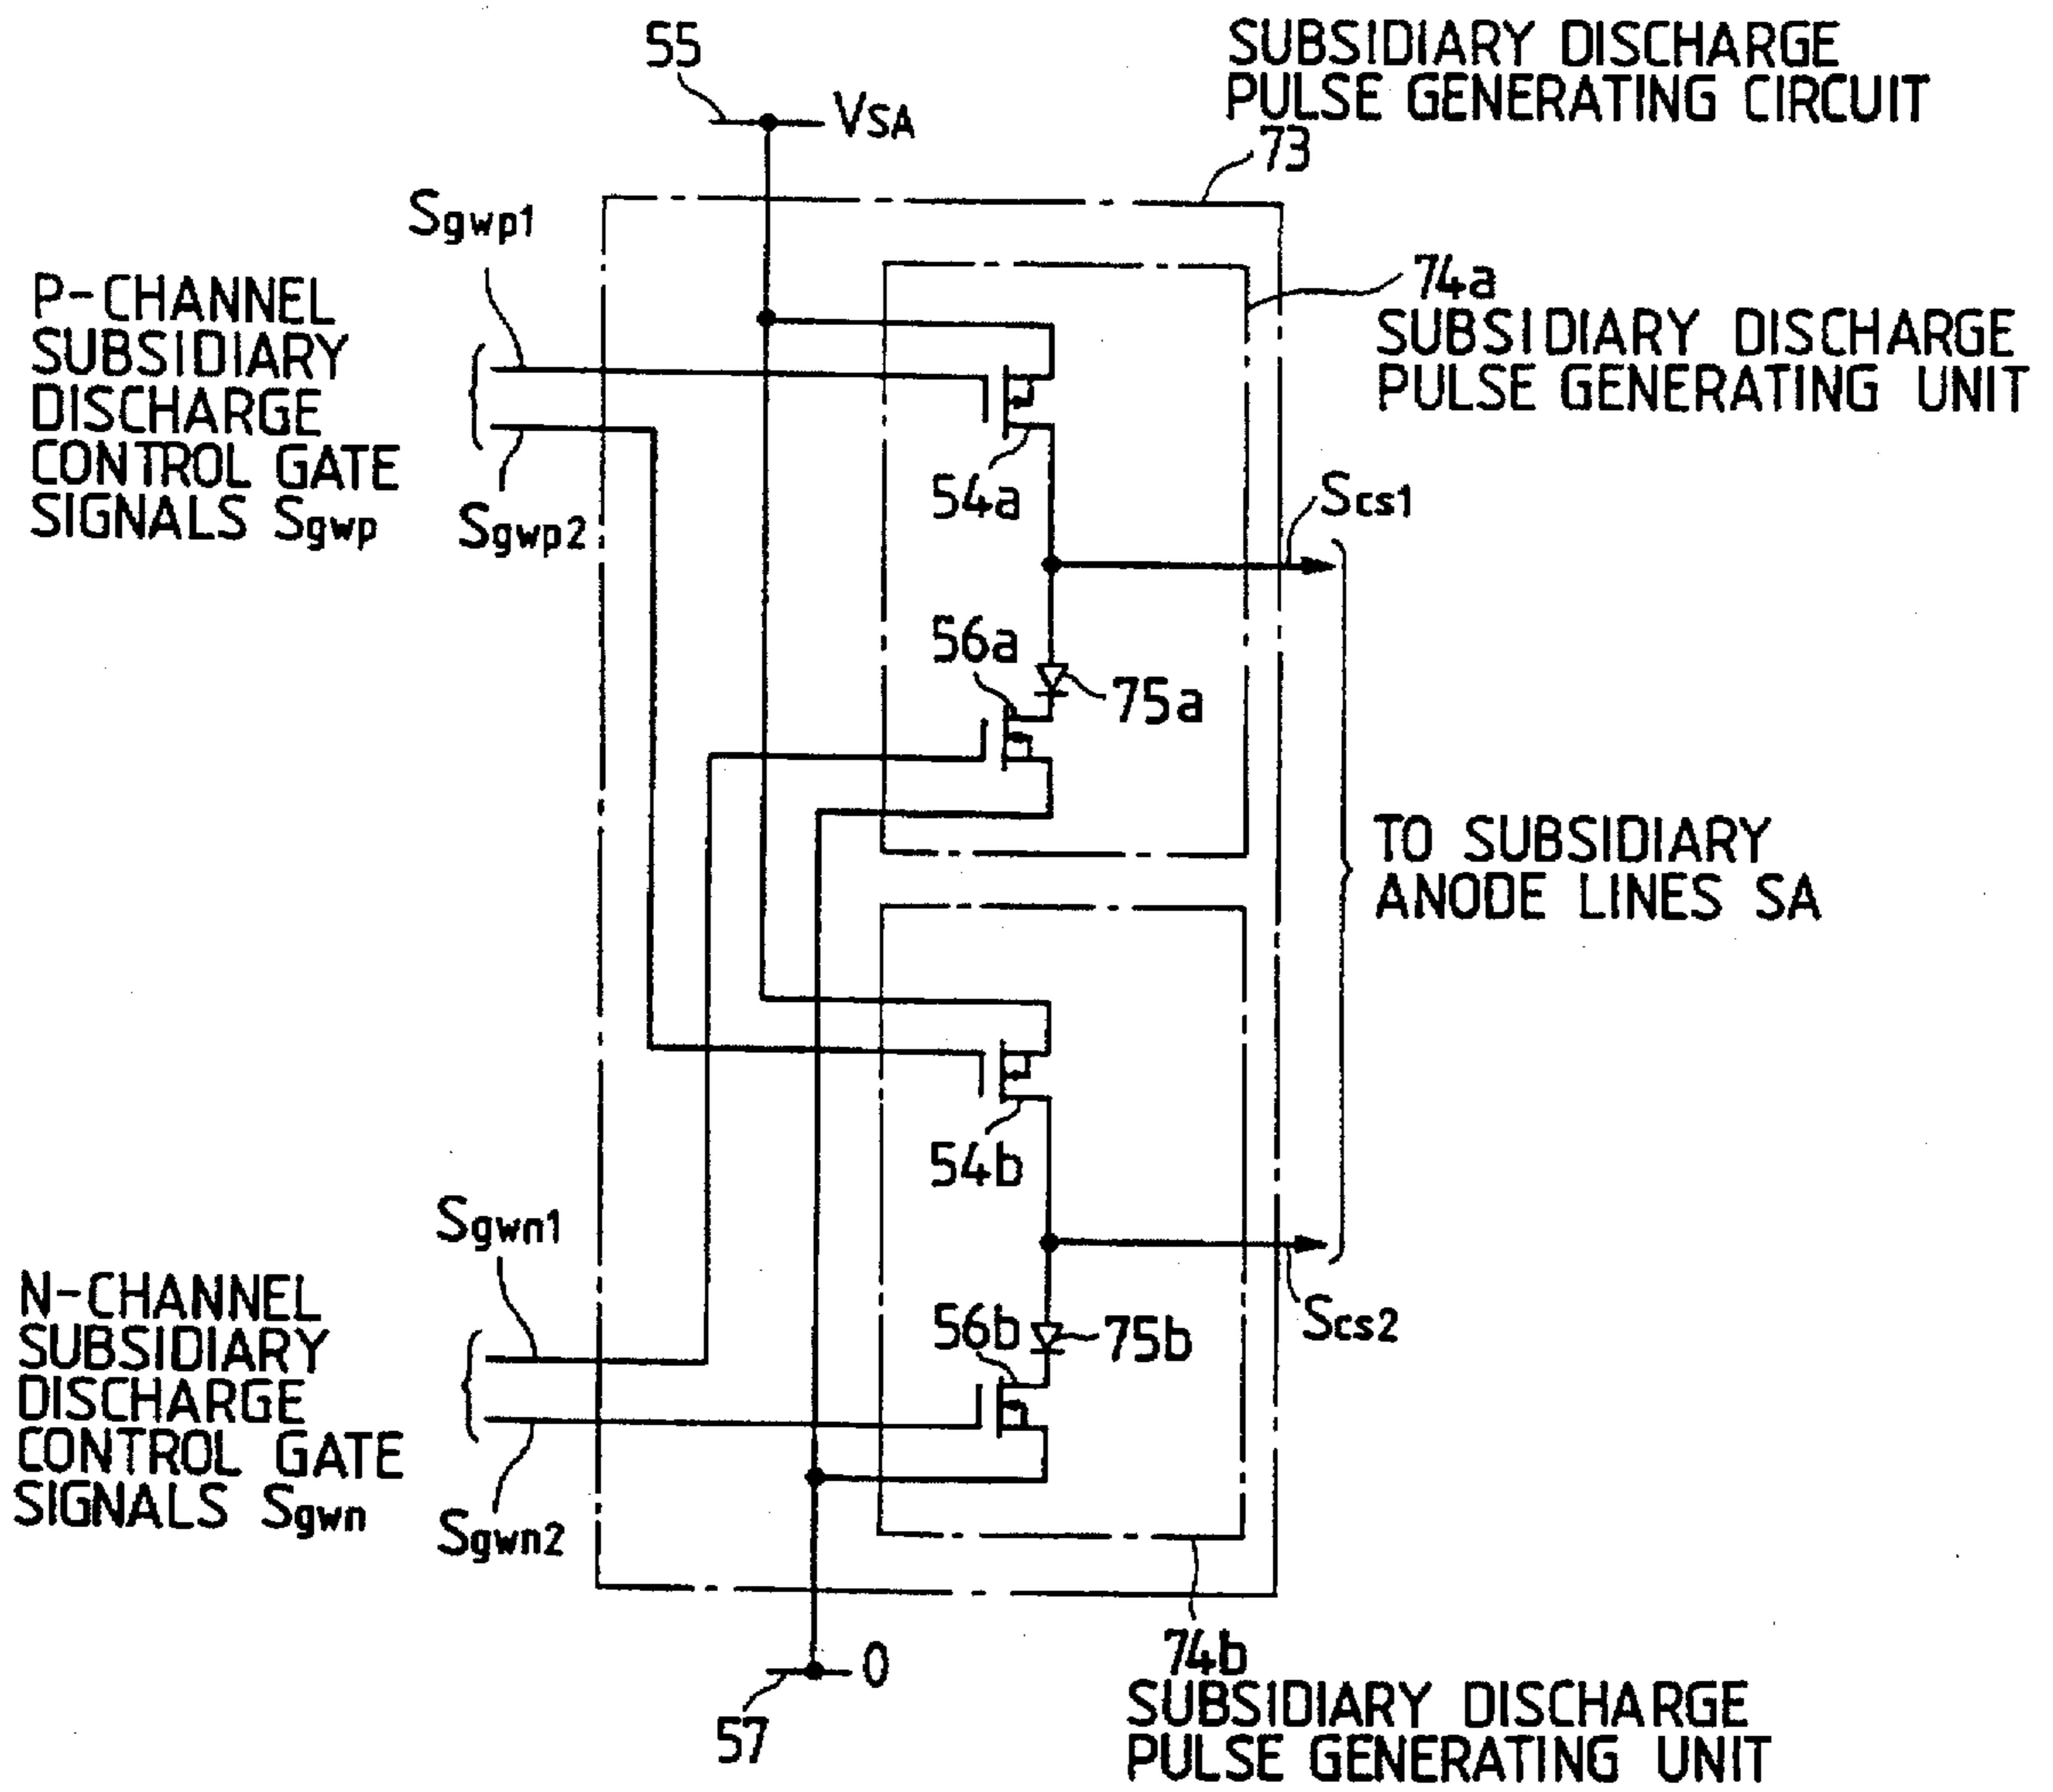 55
VSA
SUBSIDIARY DISCHARGE
PULSE GENERATING CIRCUIT
73
Sgwp1
P-CHANNEL
SUBSIDIARY
DISCHARGE
CONTROL GATE
SIGNALS Sgwp
Sgwp2
74a
SUBSIDIARY DISCHARGE
PULSE GENERATING UNIT
54a
Scs1
56a
75a
TO SUBSIDIARY
ANODE LINES SA
54b
Sgwn1
N-CHANNEL
SUBSIDIARY
DISCHARGE
CONTROL GATE
SIGNALS Sgwn
Sgwn2
56b
75b
Scs2
0
57
74b
SUBSIDIARY DISCHARGE
PULSE GENERATING UNIT